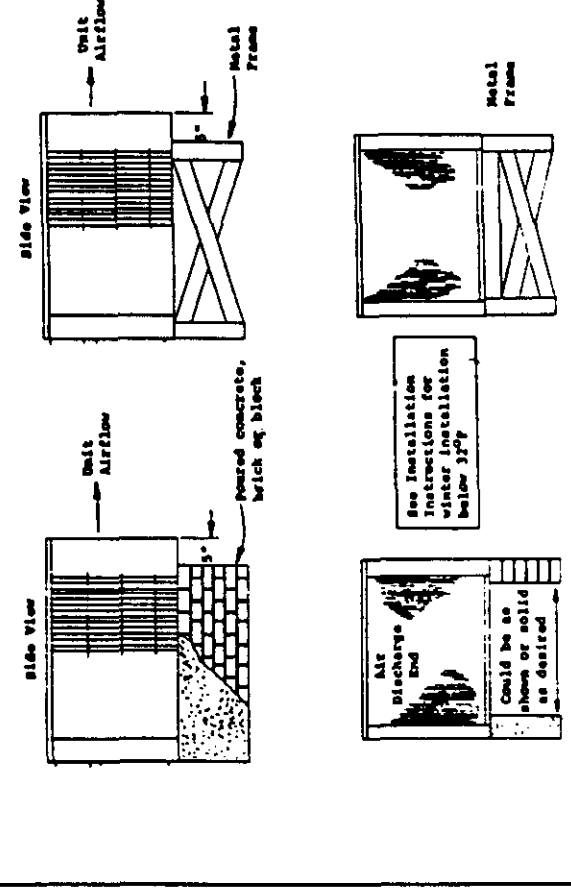 Side View
Unit
Airflow
5"
Poured concrete,
brick or block
Side View
Unit
Airflow
5"
Metal
Frame
Air
Discharge
End
Could be as
shown or solid
as desired
See Installation
Instructions for
winter installation
below 32°F
Metal
Frame